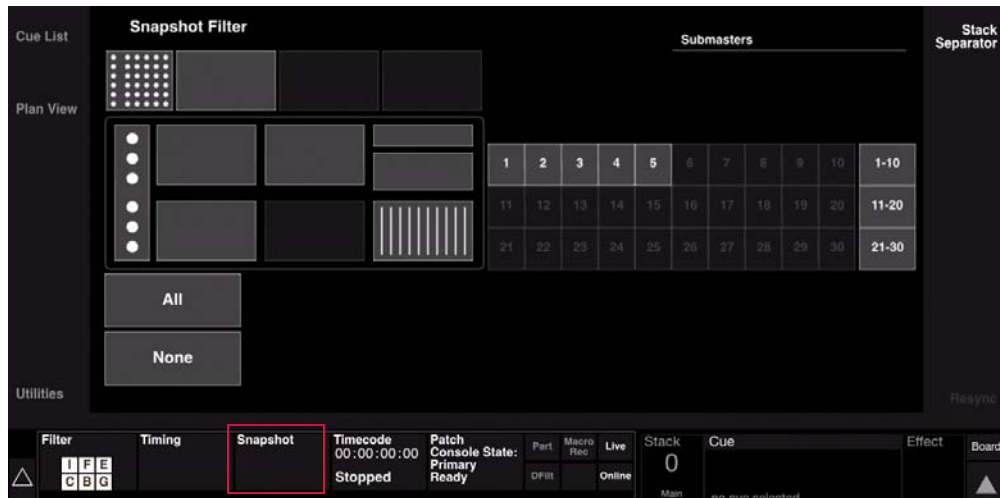 Cue List
Snapshot Filter
Submasters
Stack
Separator
Plan View
1 2 3 4 5 6 7 8 9 10 1-10
11 12 13 14 15 16 17 18 19 20 11-20
21 22 23 24 25 26 27 28 29 30 21-30
All
None
Utilities
Resync
Filter
I F E
C B G
Timing
Snapshot
Timecode
00:00:00:00
Stopped
Patch
Console State:
Primary
Ready
Part Macro Rec Live
DFilt Online
Stack
0
Main
Cue
no cue selected
Effect
Board